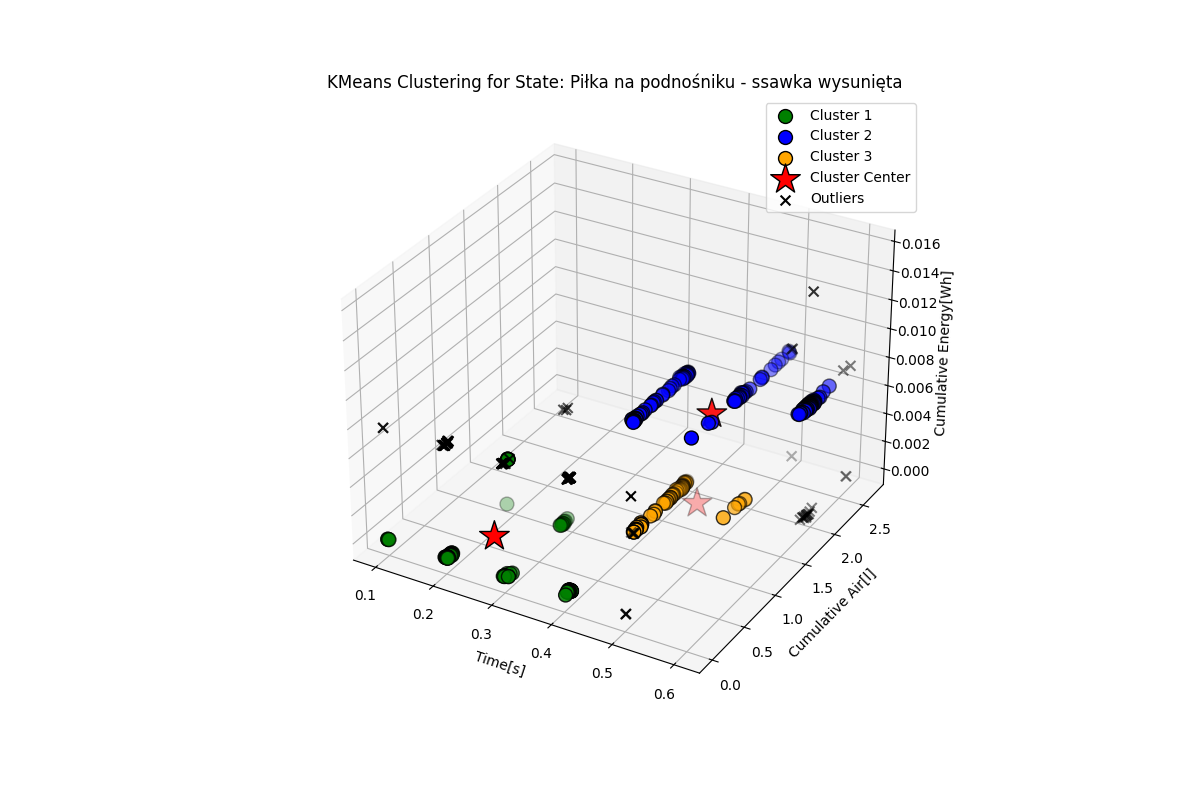 KMeans Clustering for State: Piłka na podnośniku - ssawka wysunięta
Cluster 1
Cluster 2
Cluster 3
Cluster Center
Outliers
0.016
0.014
0.012
0.010
0.008
0.006
0.004
0.002
0.000
Cumulative Energy[Wh]
2.5
2.0
1.5
1.0
0.5
0.0
Cumulative Air[l]
0.1
0.2
0.3
0.4
0.5
0.6
Time[s]